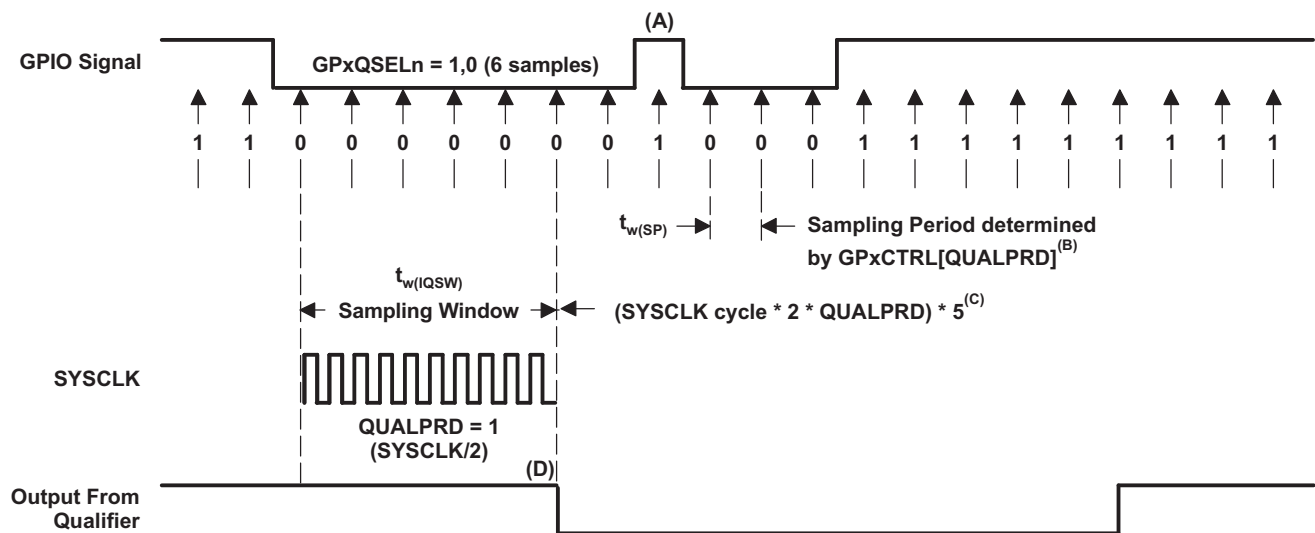 (A)
GPIO Signal
GPxQSELn = 1,0 (6 samples)
1 1 0 0 0 0 0 0 0 1 0 0 0 1 1 1 1 1 1 1 1 1
tw(SP)
Sampling Period determined
by GPxCTRL[QUALPRD](B)
tw(IQSW)
Sampling Window
(SYSCLK cycle * 2 * QUALPRD) * 5(C)
SYSCLK
QUALPRD = 1
(SYSCLK/2)
(D)
Output From
Qualifier